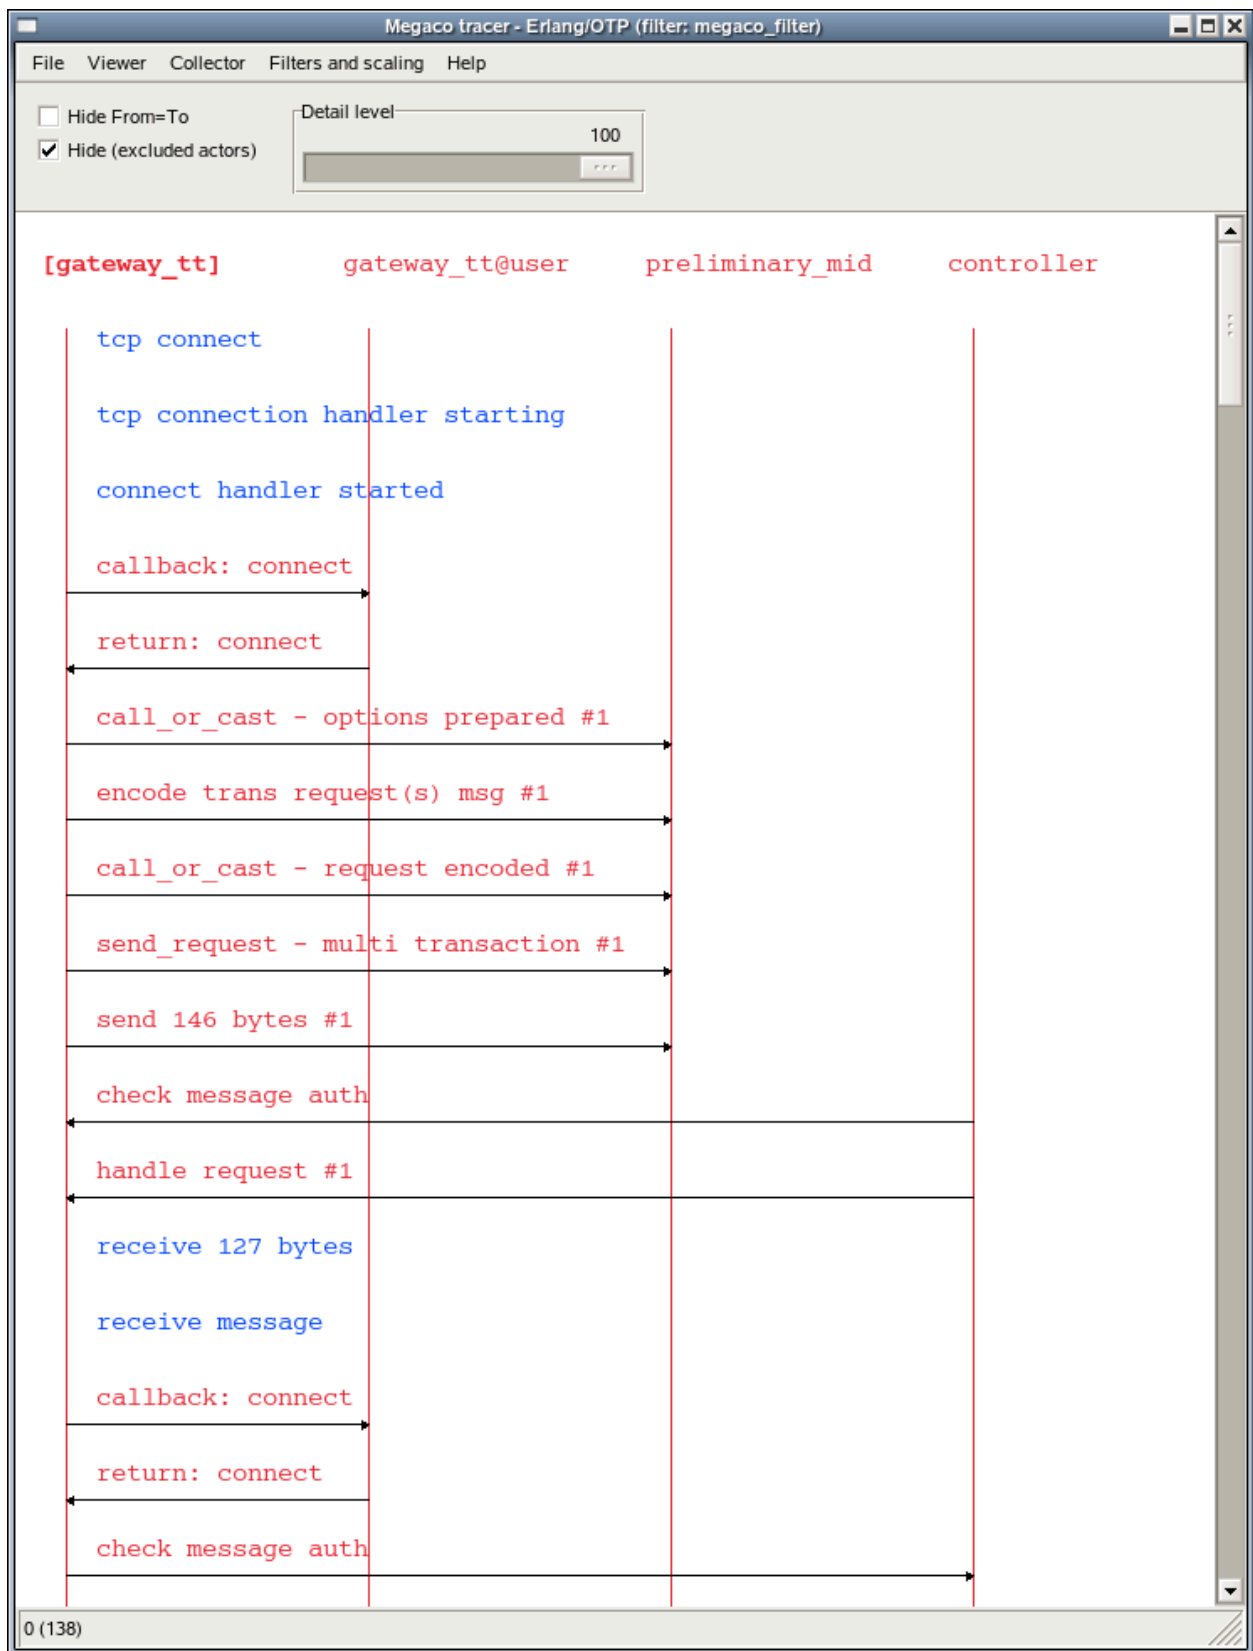 Megaco tracer - Erlang/OTP (filter: megaco_filter)
File Viewer Collector Filters and scaling Help
Hide From=To
Hide (excluded actors)
Detail level
100
[gateway_tt] gateway_tt@user preliminary_mid controller
tcp connect
tcp connection handler starting
connect handler started
callback: connect
return: connect
call_or_cast - options prepared #1
encode trans request(s) msg #1
call_or_cast - request encoded #1
send_request - multi transaction #1
send 146 bytes #1
check message auth
handle request #1
receive 127 bytes
receive message
callback: connect
return: connect
check message auth
0 (138)